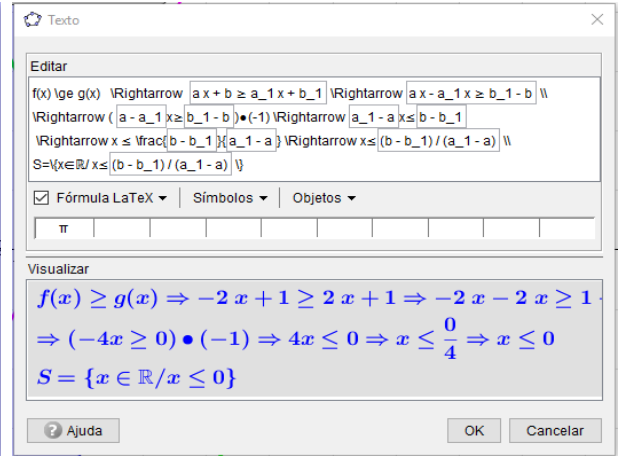 Texto
Editar
f(x) \ge g(x) \Rightarrow a x + b ≥ a_1 x + b_1 \Rightarrow a x - a_1 x ≥ b_1 - b \\
\Rightarrow ( a - a_1 x≥ b_1 - b )●(-1) \Rightarrow a_1 - a x≤ b - b_1
\Rightarrow x ≤ \frac{ b - b_1 }{ a_1 - a } \Rightarrow x≤ (b - b_1) / (a_1 - a) \\
S=\{x∈ℝ/ x≤ (b - b_1) / (a_1 - a) \}
Fórmula LaTeX Símbolos Objetos
π
Visualizar
f(x) ≥ g(x) ⇒ −2 x + 1 ≥ 2 x + 1 ⇒ −2 x − 2 x ≥ 1
⇒ (−4x ≥ 0) • (−1) ⇒ 4x ≤ 0 ⇒ x ≤ 0/4 ⇒ x ≤ 0
S = {x ∈ ℝ/x ≤ 0}
Ajuda OK Cancelar